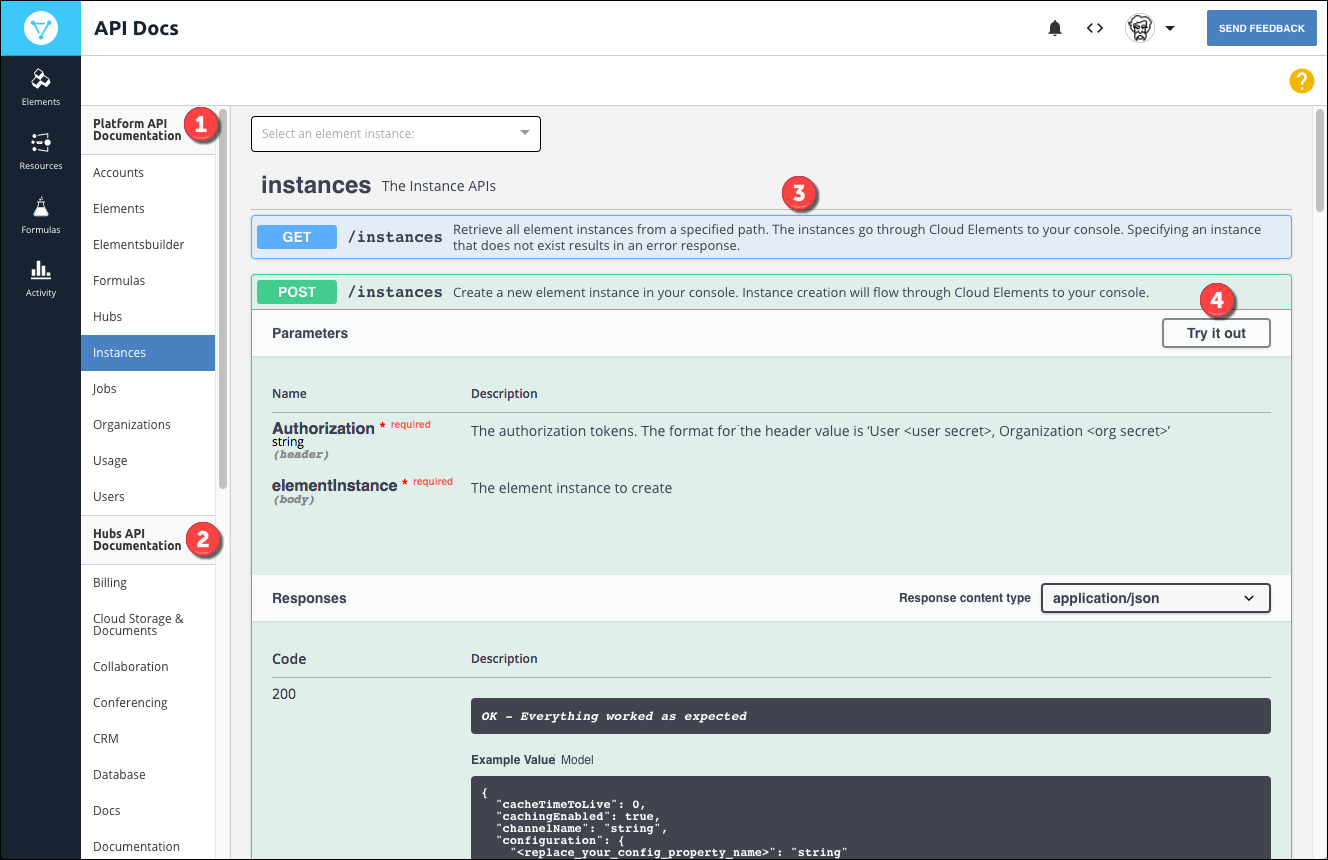 API Docs
SEND FEEDBACK
?
Elements
Resources
Formulas
Activity
Platform API
Documentation
1
Accounts
Elements
Elementsbuilder
Formulas
Hubs
Instances
Jobs
Organizations
Usage
Users
Hubs API
Documentation
2
Billing
Cloud Storage &
Documents
Collaboration
Conferencing
CRM
Database
Docs
Documentation
Select an element instance:
instances The Instance APIs
3
GET /instances Retrieve all element instances from a specified path. The instances go through Cloud Elements to your console. Specifying an instance
that does not exist results in an error response.
POST /instances Create a new element instance in your console. Instance creation will flow through Cloud Elements to your console.
4
Parameters Try it out
Name Description
Authorization * required The authorization tokens. The format for the header value is ‘User <user secret>, Organization <org secret>’
string
(header)
elementInstance * required The element instance to create
(body)
Responses Response content type application/json
Code Description
200
OK - Everything worked as expected
Example Value Model
{
"cacheTimeToLive": 0,
"cachingEnabled": true,
"channelName": "string",
"configuration": {
"<replace_your_config_property_name>": "string"